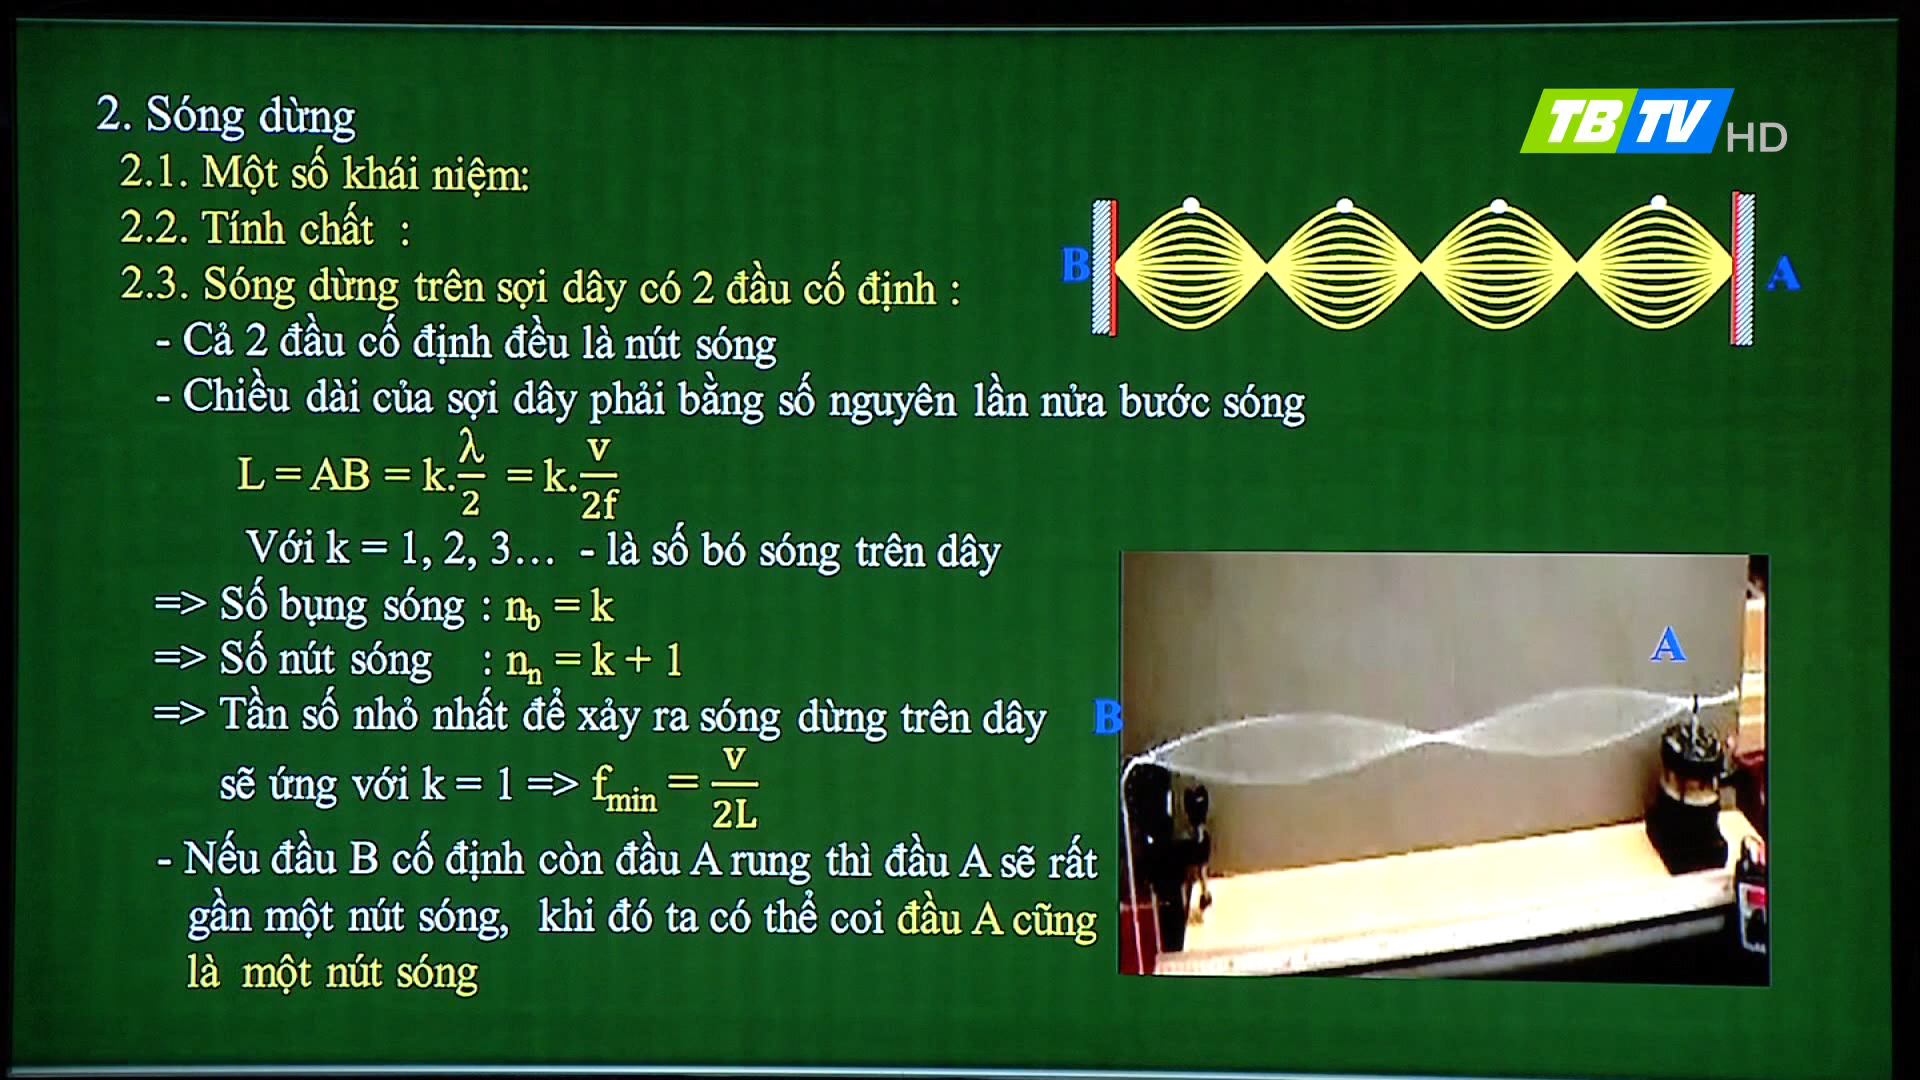 2. Sóng dừng
TBTV HD
2.1. Một số khái niệm:
2.2. Tính chất :
B
A
2.3. Sóng dừng trên sợi dây có 2 đầu cố định :
- Cả 2 đầu cố định đều là nút sóng
- Chiều dài của sợi dây phải bằng số nguyên lần nửa bước sóng
L = AB = k.λ/2 = k.v/2f
Với k = 1, 2, 3… - là số bó sóng trên dây
=> Số bụng sóng : n_b = k
=> Số nút sóng : n_n = k + 1
=> Tần số nhỏ nhất để xảy ra sóng dừng trên dây
sẽ ứng với k = 1 => f_min = v/2L
- Nếu đầu B cố định còn đầu A rung thì đầu A sẽ rất
gần một nút sóng, khi đó ta có thể coi đầu A cũng
là một nút sóng
A
B